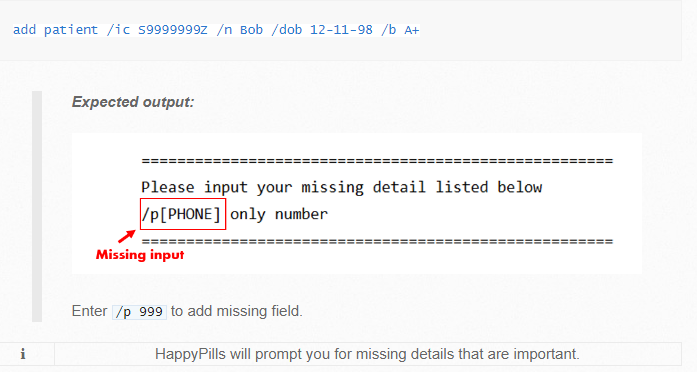 add patient /ic S9999999Z /n Bob /dob 12-11-98 /b A+
Expected output:
=====================================================
Please input your missing detail listed below
/p[PHONE] only number
=====================================================
Missing input
Enter /p 999 to add missing field.
i HappyPills will prompt you for missing details that are important.